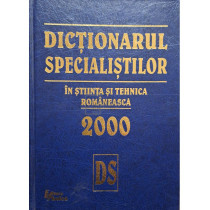 DICȚIONARUL
SPECIALIȘTILOR
ÎN ȘTIINȚA ȘI TEHNICA
ROMÂNEASCĂ
2000
DS